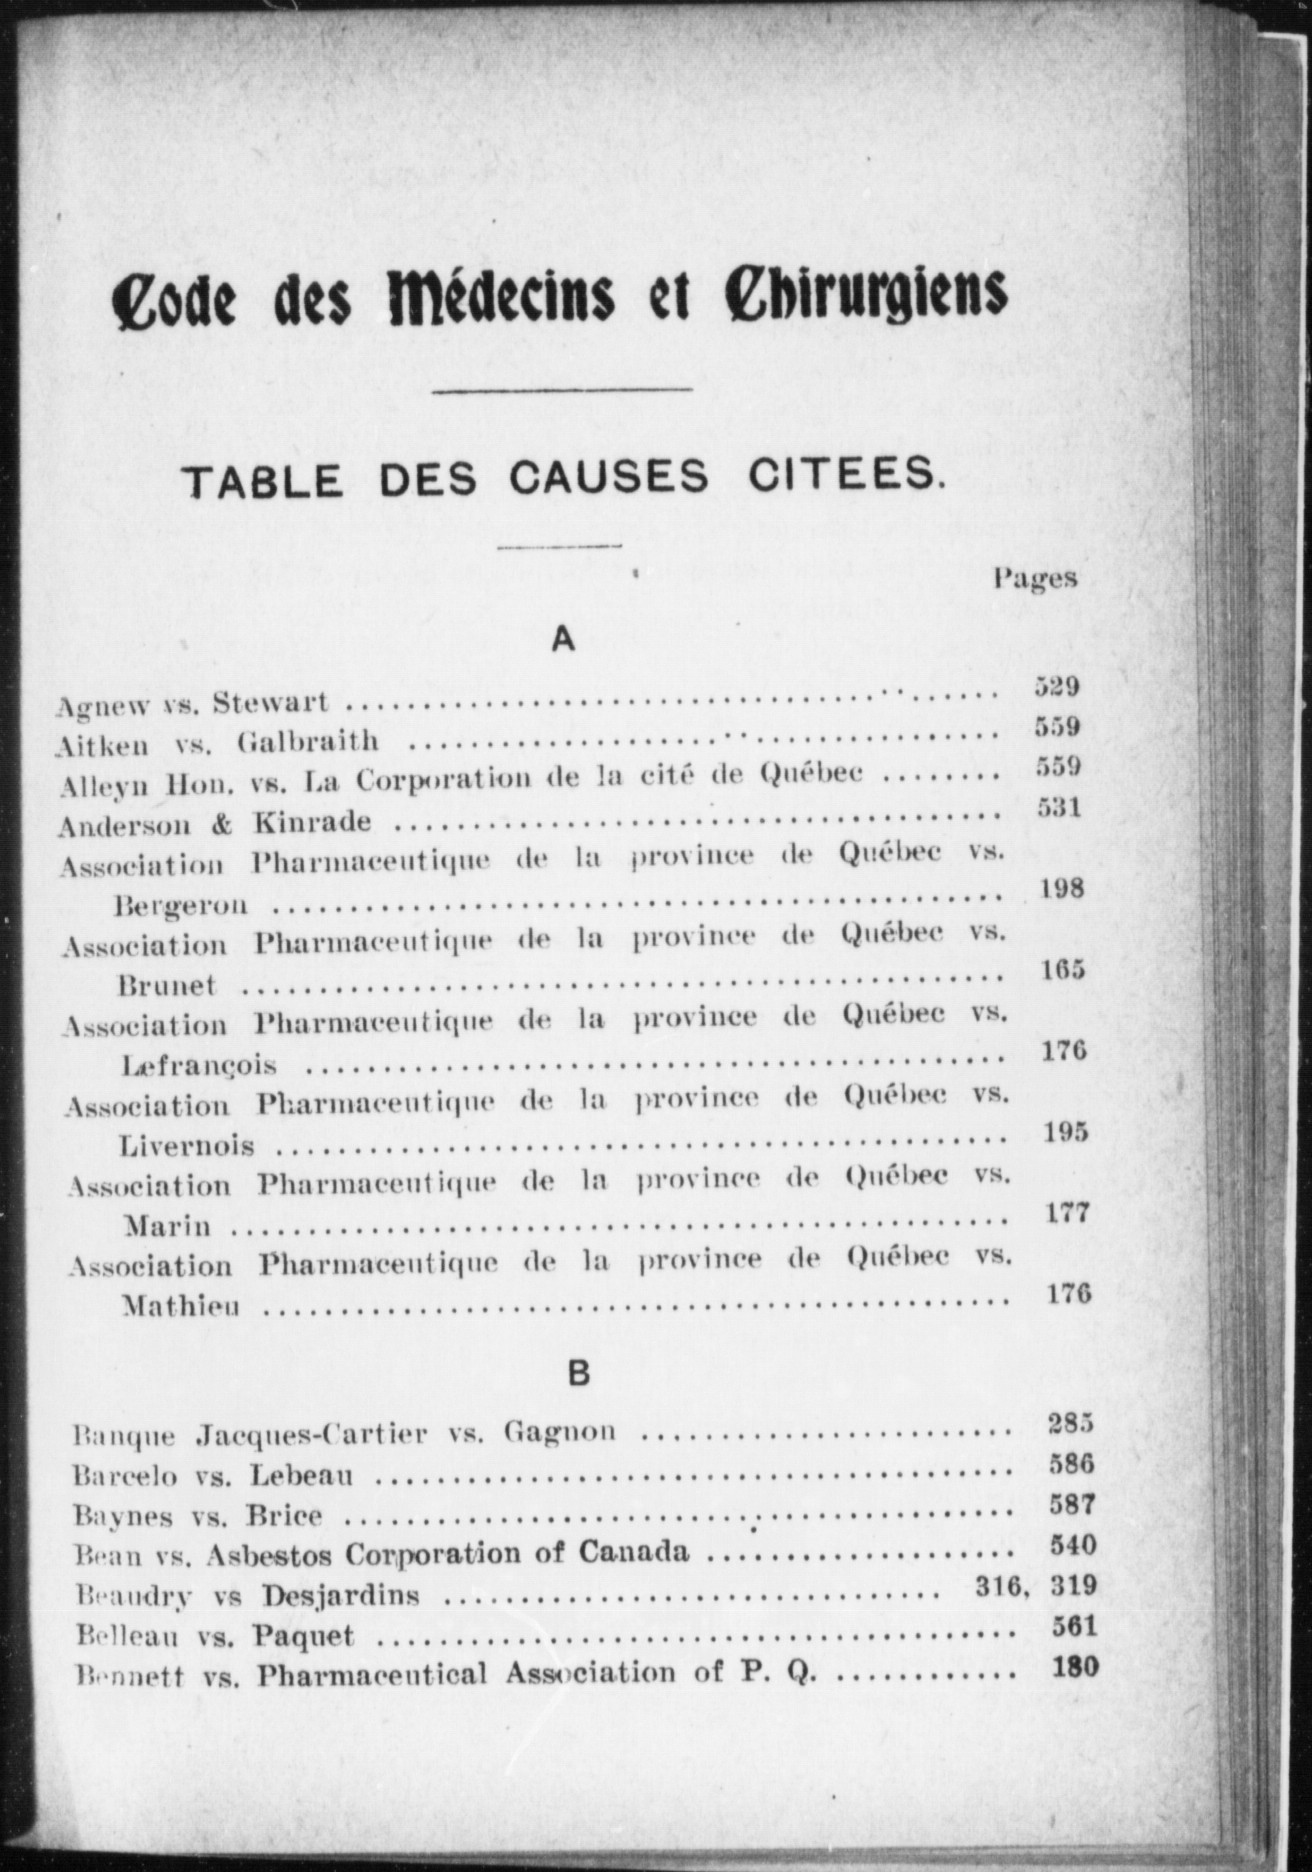 Code des Médecins et Chirurgiens
TABLE DES CAUSES CITEES.
Pages
A
Agnew vs. Stewart .......................................... 529
Aitken vs. Galbraith ...................................... 559
Alleyn Hon. vs. La Corporation de la cité de Québec ........ 559
Anderson & Kinrade ....................................... 531
Association Pharmaceutique de la province de Québec vs.
Bergeron ............................................... 198
Association Pharmaceutique de la province de Québec vs.
Brunet ................................................. 165
Association Pharmaceutique de la province de Québec vs.
Lefrançois ............................................. 176
Association Pharmaceutique de la province de Québec vs.
Livernois ............................................... 195
Association Pharmaceutique de la province de Québec vs.
Marin .................................................. 177
Association Pharmaceutique de la province de Québec vs.
Mathieu ................................................ 176
B
Banque Jacques-Cartier vs. Gagnon ........................ 285
Barcelo vs. Lebeau ......................................... 586
Baynes vs. Brice ........................................... 587
Bean vs. Asbestos Corporation of Canada .................... 540
Beaudry vs Desjardins ................................ 316, 319
Belleau vs. Paquet ......................................... 561
Bennett vs. Pharmaceutical Association of P. Q. ............ 180